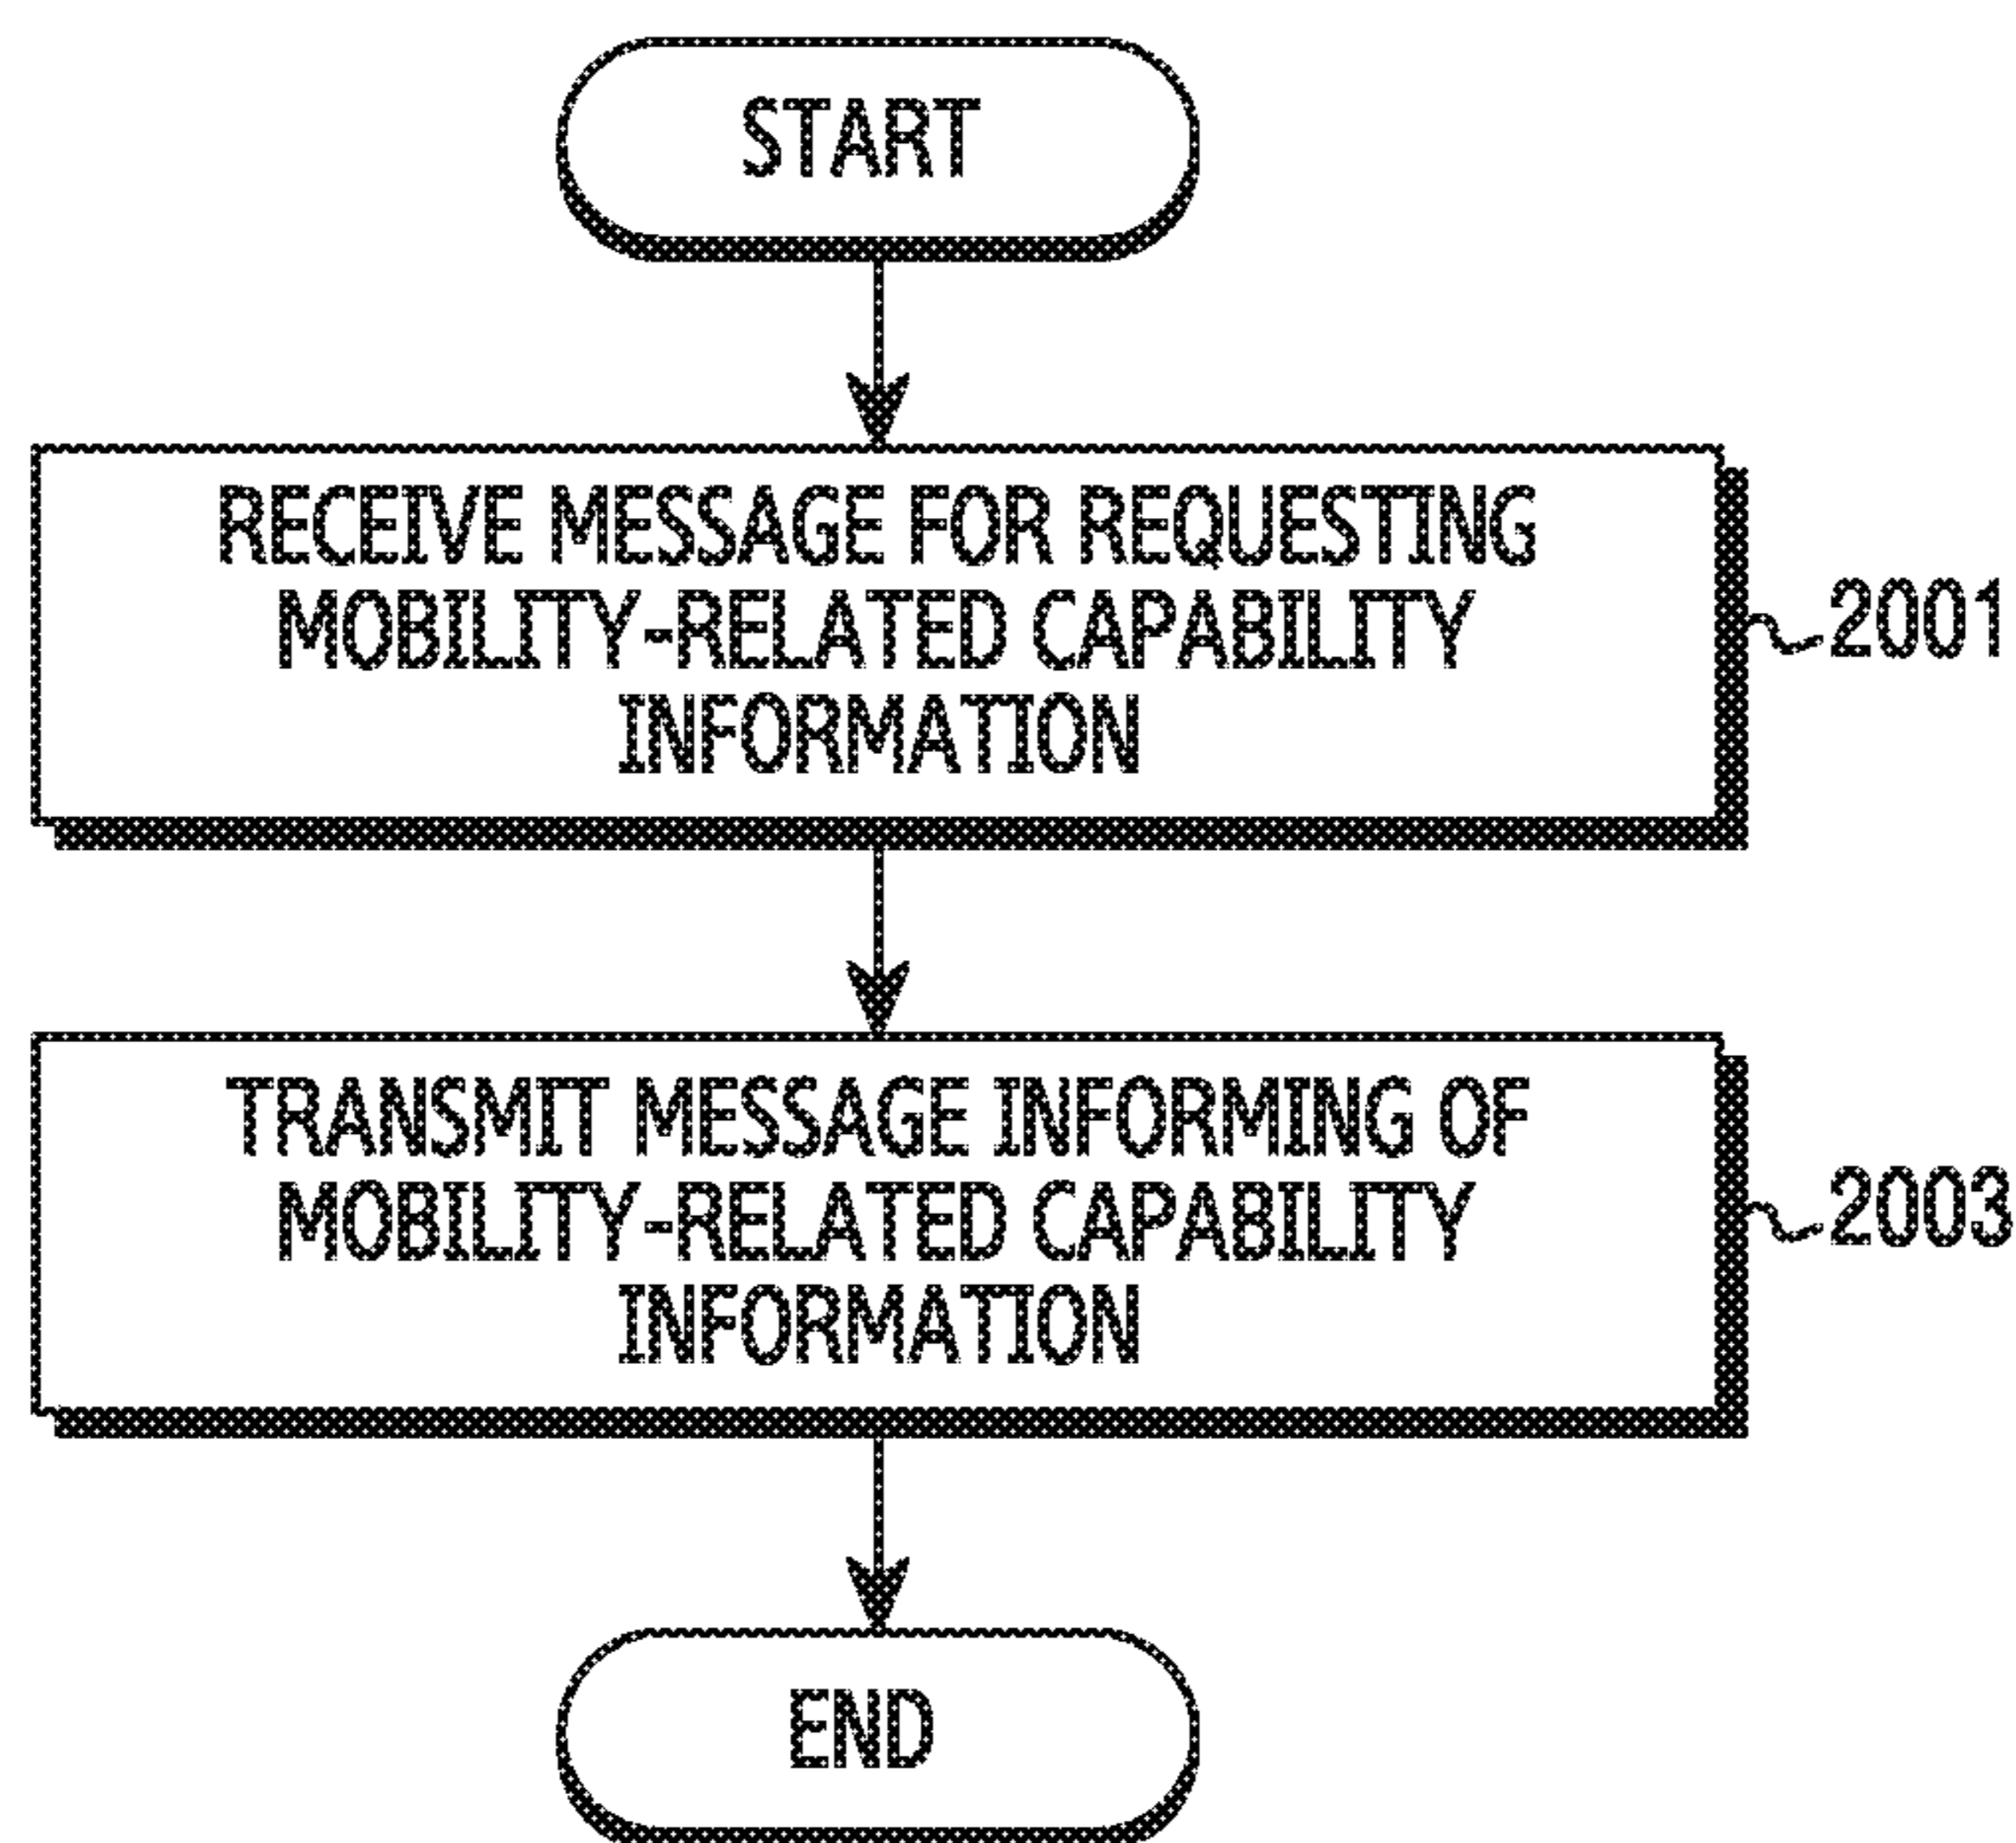 START
RECEIVE MESSAGE FOR REQUESTING
MOBILITY-RELATED CAPABILITY
INFORMATION
2001
TRANSMIT MESSAGE INFORMING OF
MOBILITY-RELATED CAPABILITY
INFORMATION
2003
END